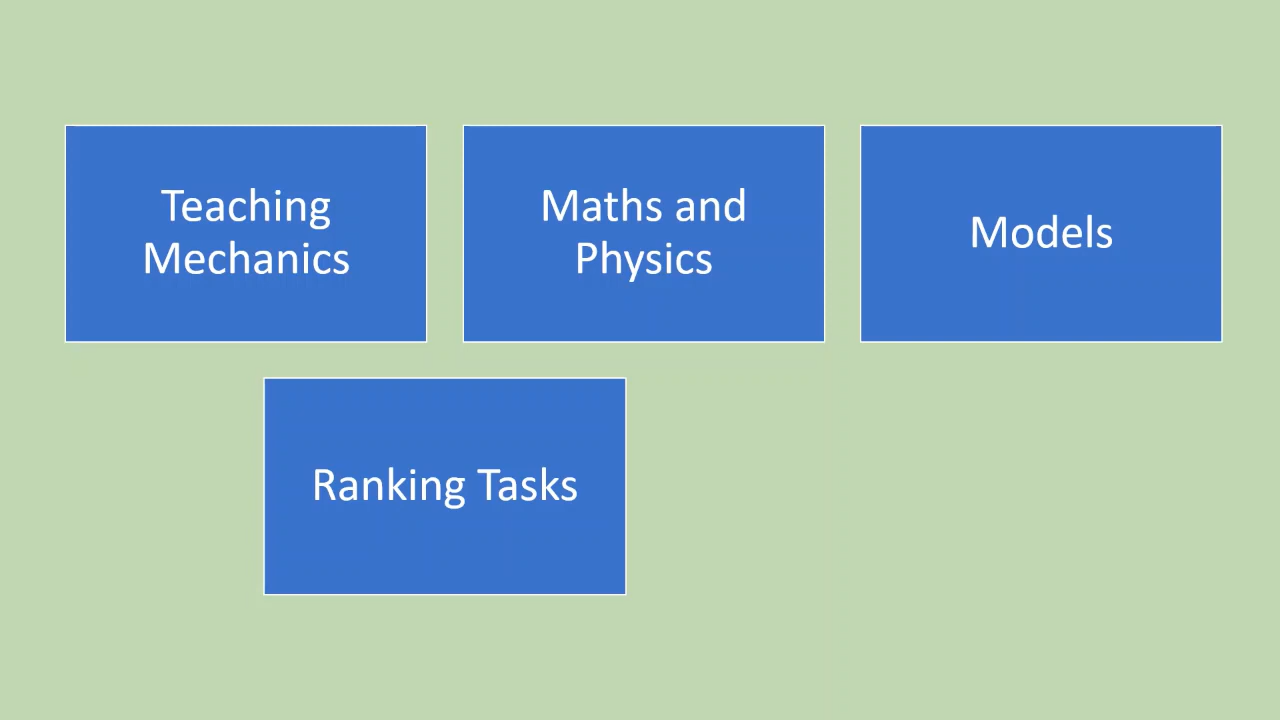 Teaching
Mechanics
Maths and
Physics
Models
Ranking Tasks